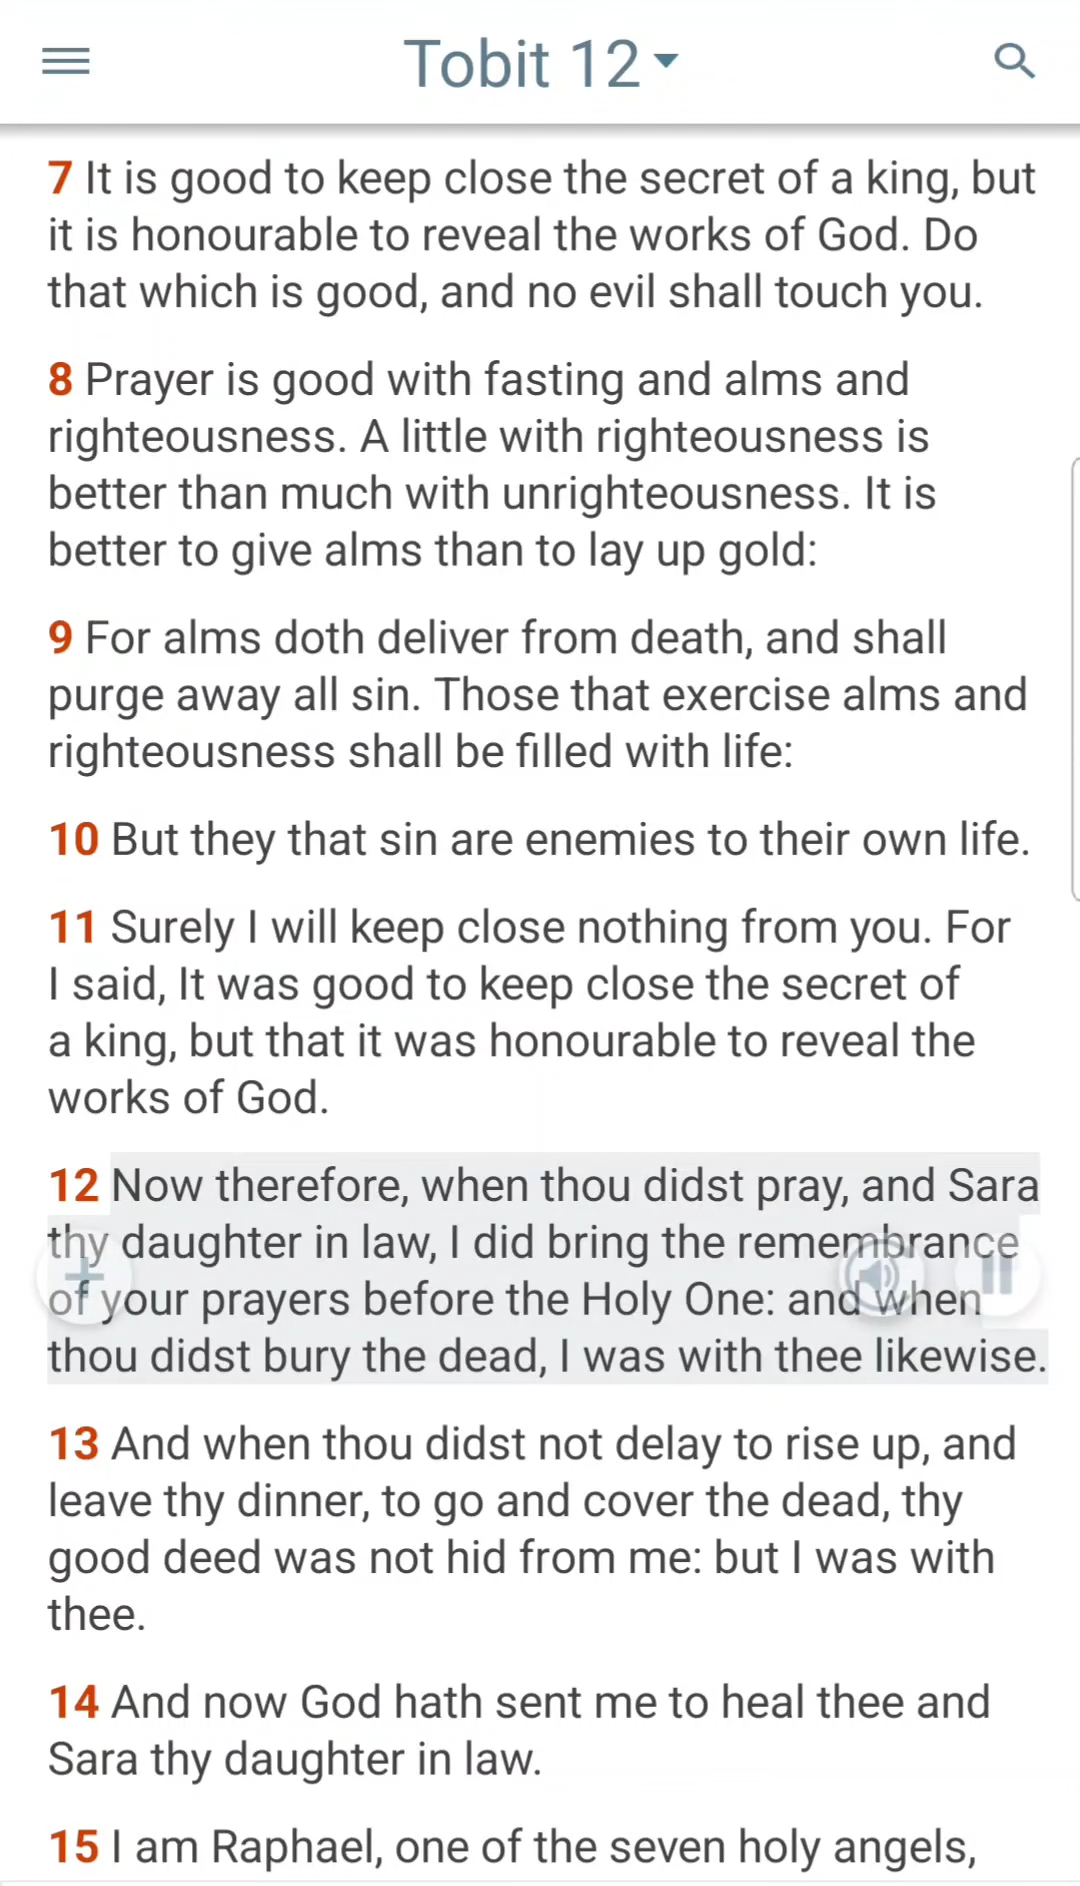 Tobit 12
7 It is good to keep close the secret of a king, but
it is honourable to reveal the works of God. Do
that which is good, and no evil shall touch you.
8 Prayer is good with fasting and alms and
righteousness. A little with righteousness is
better than much with unrighteousness. It is
better to give alms than to lay up gold:
9 For alms doth deliver from death, and shall
purge away all sin. Those that exercise alms and
righteousness shall be filled with life:
10 But they that sin are enemies to their own life.
11 Surely I will keep close nothing from you. For
I said, It was good to keep close the secret of
a king, but that it was honourable to reveal the
works of God.
12 Now therefore, when thou didst pray, and Sara
thy daughter in law, I did bring the remembrance
of your prayers before the Holy One: and when
thou didst bury the dead, I was with thee likewise.
13 And when thou didst not delay to rise up, and
leave thy dinner, to go and cover the dead, thy
good deed was not hid from me: but I was with
thee.
14 And now God hath sent me to heal thee and
Sara thy daughter in law.
15 I am Raphael, one of the seven holy angels,